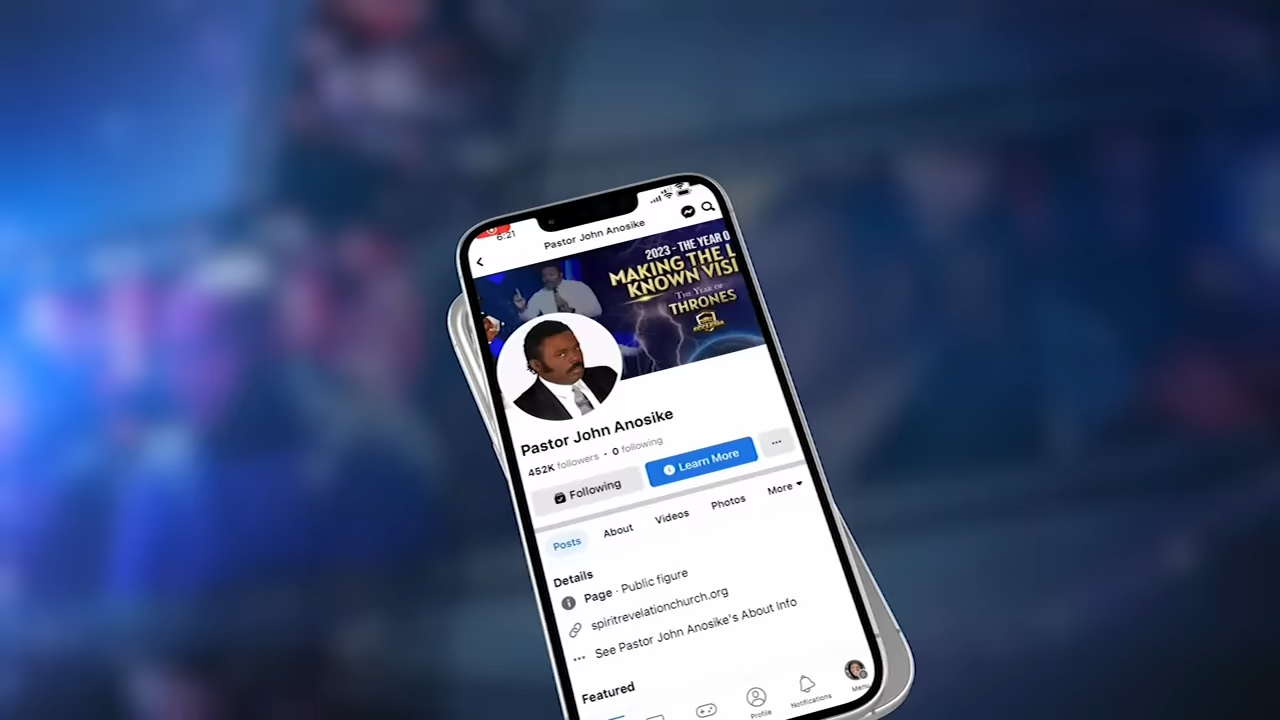 6:21
Pastor John Anosike
2023 - THE YEAR O
MAKING THE L
KNOWN VISI
THE YEAR OF
THRONES
Pastor John Anosike
452K followers · 0 following
Following
Learn More
Posts
About
Videos
Photos
More
Details
Page · Public figure
spiritrevelationchurch.org
See Pastor John Anosike's About Info
Featured
Profile
Notifications
Menu